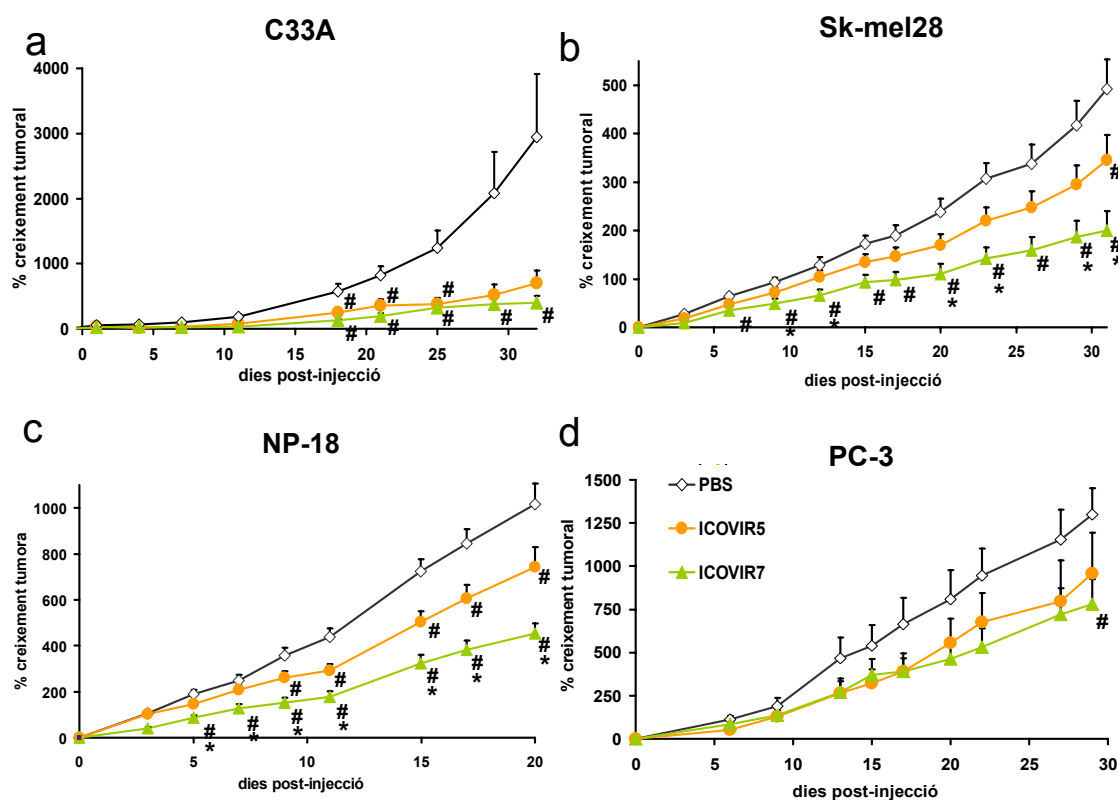 a
C33A
% creixement tumoral
4000
3000
2000
1000
0
# # #
# # # # #
0 5 10 15 20 25 30
dies post-injecció
b
Sk-mel28
% creixement tumoral
500
400
300
200
100
0
#
# # # # # # # # # #
* * * * * *
0 5 10 15 20 25 30
dies post-injecció
c
NP-18
% creixement tumora
1000
800
600
400
200
0
# # # # #
# # # # # # #
* * * * * * *
0 5 10 15 20
dies post-injecció
d
PC-3
% creixement tumoral
1500
1250
1000
750
500
250
0
PBS
ICOVIR5
ICOVIR7
#
0 5 10 15 20 25 30
dies post-injecció